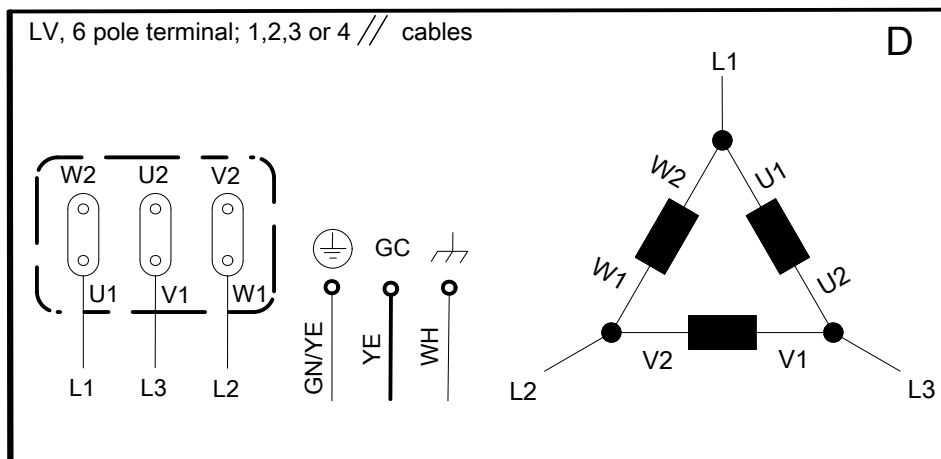 LV, 6 pole terminal; 1,2,3 or 4 // cables
D
W2 U2 V2
U1 V1 W1
L1 L3 L2
GC
GN/YE YE WH
L1
W2 U1
W1 U2
V2 V1
L2 L3